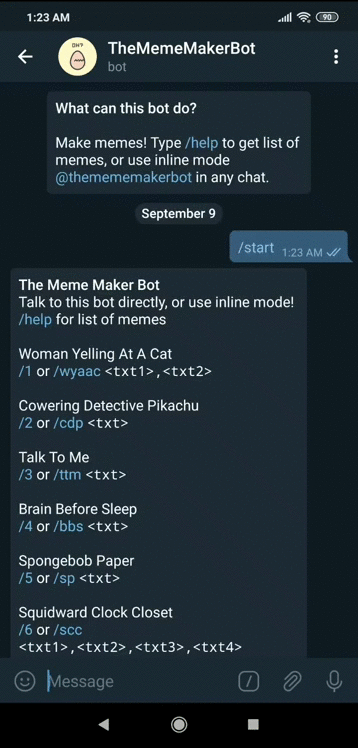 1:23 AM
90
OH?
TheMemeMakerBot
bot
What can this bot do?
Make memes! Type /help to get list of
memes, or use inline mode
@themememakerbot in any chat.
September 9
/start 1:23 AM
The Meme Maker Bot
Talk to this bot directly, or use inline mode!
/help for list of memes
Woman Yelling At A Cat
/1 or /wyaac <txt1>,<txt2>
Cowering Detective Pikachu
/2 or /cdp <txt>
Talk To Me
/3 or /ttm <txt>
Brain Before Sleep
/4 or /bbs <txt>
Spongebob Paper
/5 or /sp <txt>
Squidward Clock Closet
/6 or /scc
<txt1>,<txt2>,<txt3>,<txt4>
Message